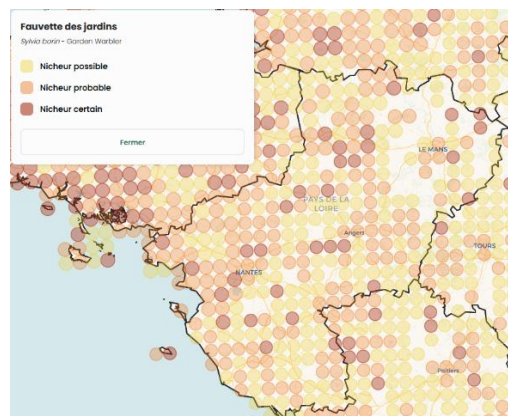 Fauvette des jardins
Sylvia borin - Garden Warbler
Nicheur possible
Nicheur probable
Nicheur certain
Fermer
LE MANS
PAYS DE LA
LOIRE
Angers
TOURS
NANTES
Poitiers